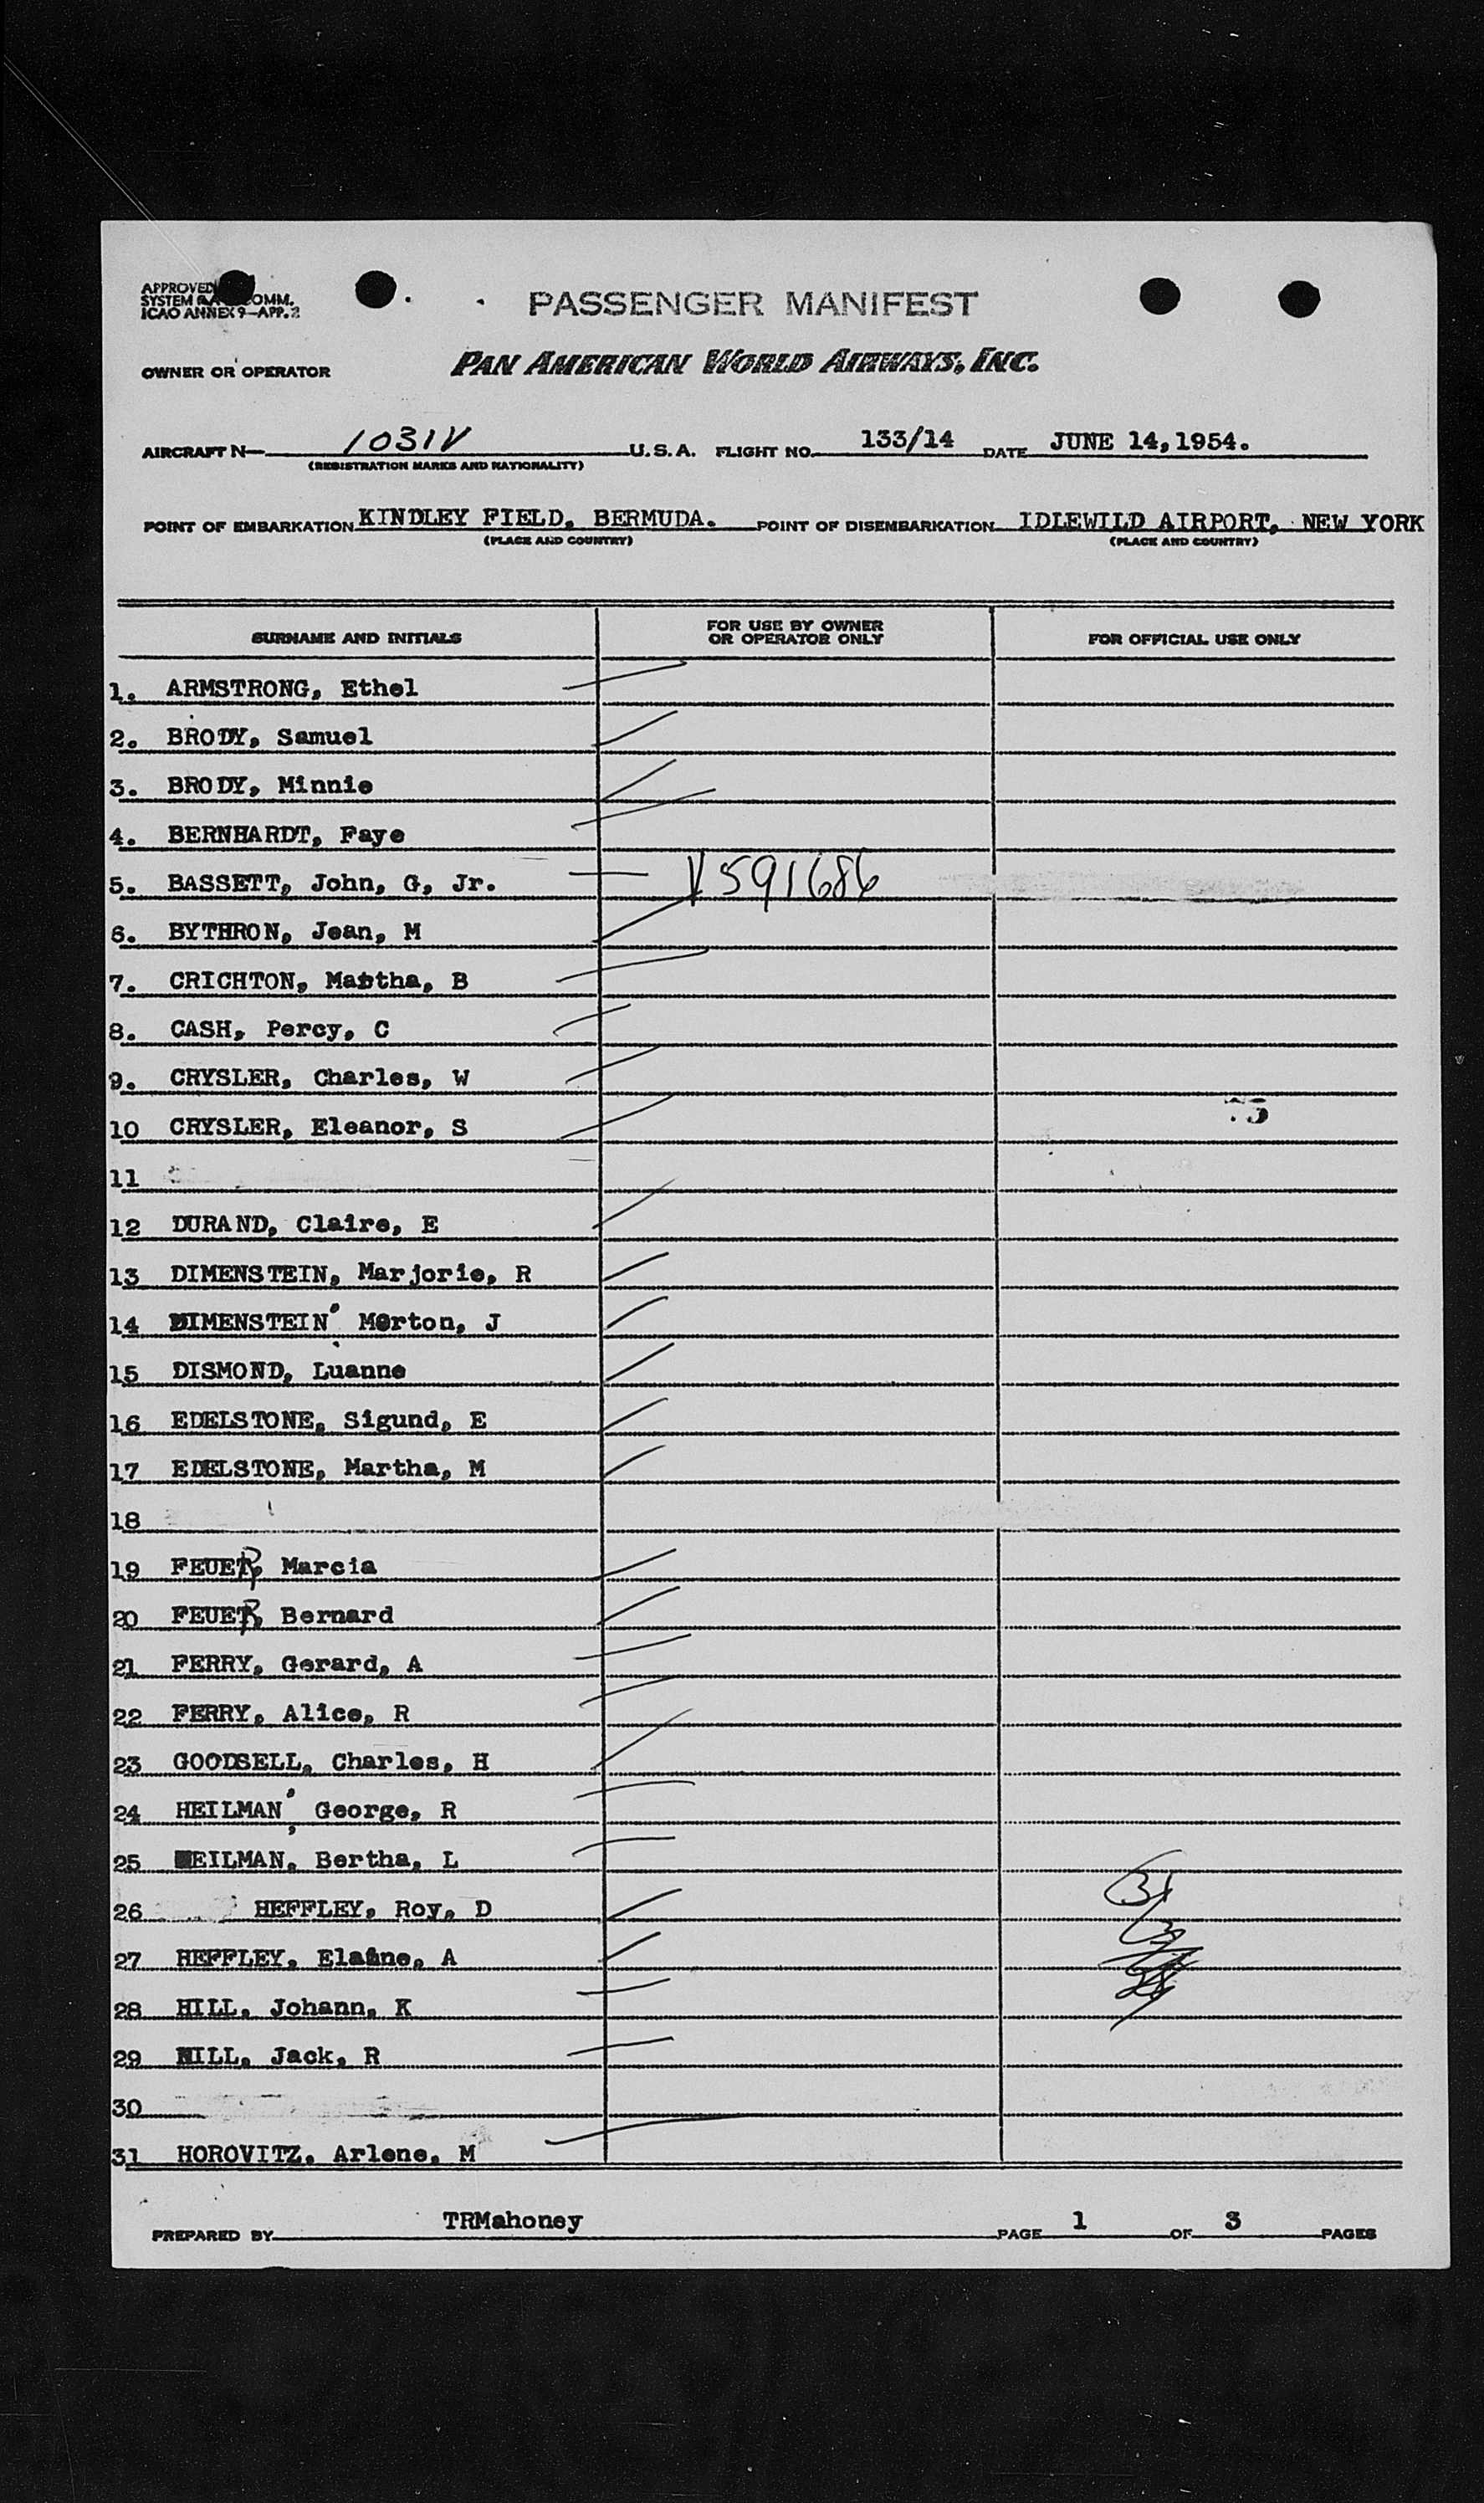 APPROVED
SYSTEM COMM.
ICAO ANNEX 9-APP. 2
PASSENGER MANIFEST
OWNER OR OPERATOR PAN AMERICAN WORLD AIRWAYS, INC.
AIRCRAFT N- 1031V U.S.A. FLIGHT NO. 133/14 DATE JUNE 14,1954.
(REGISTRATION MARKS AND NATIONALITY)
POINT OF EMBARKATION KINDLEY FIELD, BERMUDA. POINT OF DISEMBARKATION IDLEWILD AIRPORT, NEW YORK
(PLACE AND COUNTRY) (PLACE AND COUNTRY)
SURNAME AND INITIALS FOR USE BY OWNER OR OPERATOR ONLY FOR OFFICIAL USE ONLY
1. ARMSTRONG, Ethel
2. BRODY, Samuel
3. BRODY, Minnie
4. BERNHARDT, Faye
5. BASSETT, John, G, Jr. V591686
6. BYTHRON, Jean, M
7. CRICHTON, Martha, B
8. CASH, Percy, C
9. CRYSLER, Charles, W
10 CRYSLER, Eleanor, S
11
12 DURAND, Claire, E
13 DIMENSTEIN, Marjorie, R
14 DIMENSTEIN, Morton, J
15 DISMOND, Luanne
16 EDELSTONE, Sigund, E
17 EDELSTONE, Martha, M
18
19 FEUER, Marcia
20 FEUER, Bernard
21 FERRY, Gerard, A
22 FERRY, Alice, R
23 GOODSELL, Charles, H
24 HEILMAN, George, R
25 HEILMAN, Bertha, L
26 HEFFLEY, Roy, D
27 HEFFLEY, Elaine, A
28 HILL, Johann, K
29 HILL, Jack, R
30
31 HOROVITZ, Arlene, M
PREPARED BY TRMahoney PAGE 1 OF 3 PAGES